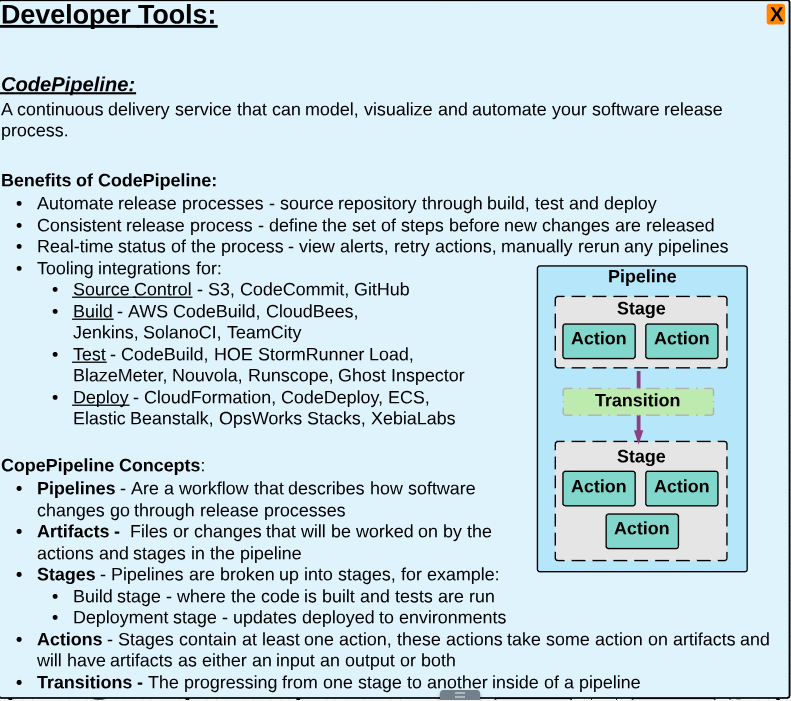 Developer Tools:
X
CodePipeline:
A continuous delivery service that can model, visualize and automate your software release
process.
Benefits of CodePipeline:
• Automate release processes - source repository through build, test and deploy
• Consistent release process - define the set of steps before new changes are released
• Real-time status of the process - view alerts, retry actions, manually rerun any pipelines
• Tooling integrations for:
• Source Control - S3, CodeCommit, GitHub
• Build - AWS CodeBuild, CloudBees,
Jenkins, SolanoCI, TeamCity
• Test - CodeBuild, HOE StormRunner Load,
BlazeMeter, Nouvola, Runscope, Ghost Inspector
• Deploy - CloudFormation, CodeDeploy, ECS,
Elastic Beanstalk, OpsWorks Stacks, XebiaLabs
Pipeline
Stage
Action Action
Transition
Stage
Action Action
Action
CopePipeline Concepts:
• Pipelines - Are a workflow that describes how software
changes go through release processes
• Artifacts - Files or changes that will be worked on by the
actions and stages in the pipeline
• Stages - Pipelines are broken up into stages, for example:
• Build stage - where the code is built and tests are run
• Deployment stage - updates deployed to environments
• Actions - Stages contain at least one action, these actions take some action on artifacts and
will have artifacts as either an input an output or both
• Transitions - The progressing from one stage to another inside of a pipeline